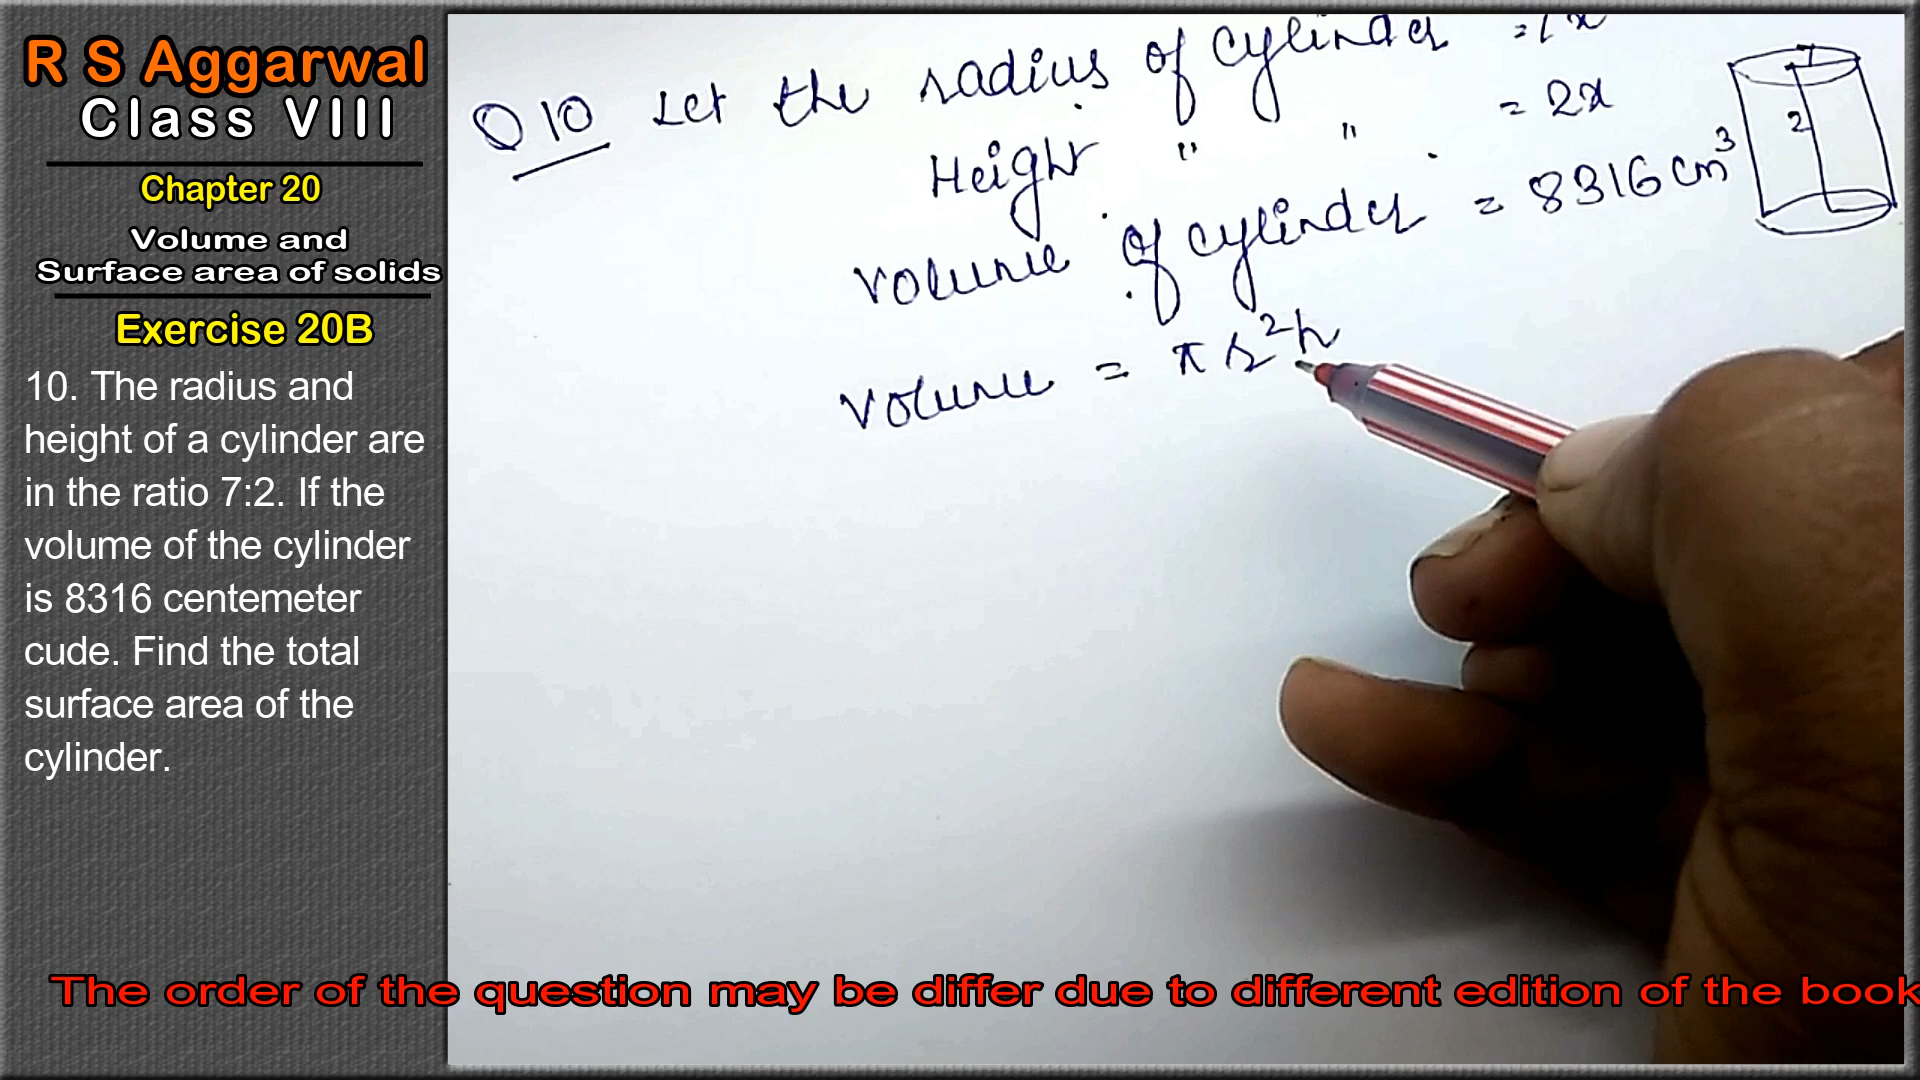 R S Aggarwal
Class VIII
Chapter 20
Volume and
Surface area of solids
Exercise 20B
10. The radius and
height of a cylinder are
in the ratio 7:2. If the
volume of the cylinder
is 8316 centemeter
cude. Find the total
surface area of the
cylinder.
Q10 Let the radius of cylinder = 7x
Height " " = 2x
Volume of cylinder = 8316 cm³
Volume = πr²h
2
The order of the question may be differ due to different edition of the book